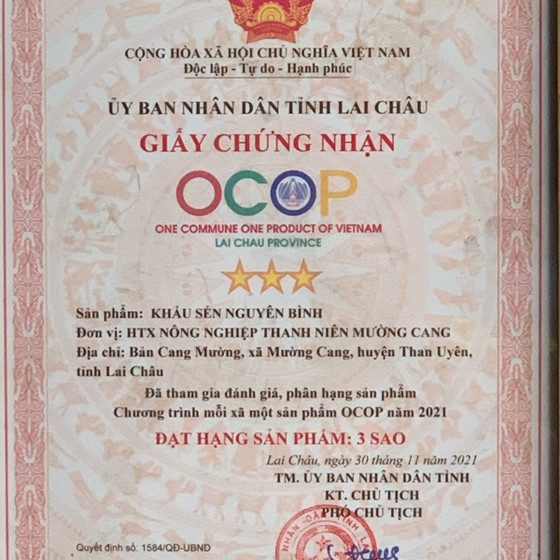 CỘNG HÒA XÃ HỘI CHỦ NGHĨA VIỆT NAM
Độc lập - Tự do - Hạnh phúc
ỦY BAN NHÂN DÂN TỈNH LAI CHÂU
GIẤY CHỨNG NHẬN
OCOP
ONE COMMUNE ONE PRODUCT OF VIETNAM
LAI CHAU PROVINCE
Sản phẩm: KHẨU SÉN NGUYÊN BÌNH
Đơn vị: HTX NÔNG NGHIỆP THANH NIÊN MƯỜNG CANG
Địa chỉ: Bản Cang Mường, xã Mường Cang, huyện Than Uyên,
tỉnh Lai Châu
Đã tham gia đánh giá, phân hạng sản phẩm
Chương trình mỗi xã một sản phẩm OCOP năm 2021
ĐẠT HẠNG SẢN PHẨM: 3 SAO
Lai Châu, ngày 30 tháng 11 năm 2021
TM. ỦY BAN NHÂN DÂN TỈNH
KT. CHỦ TỊCH
PHÓ CHỦ TỊCH
Quyết định số: 1584/QĐ-UBND